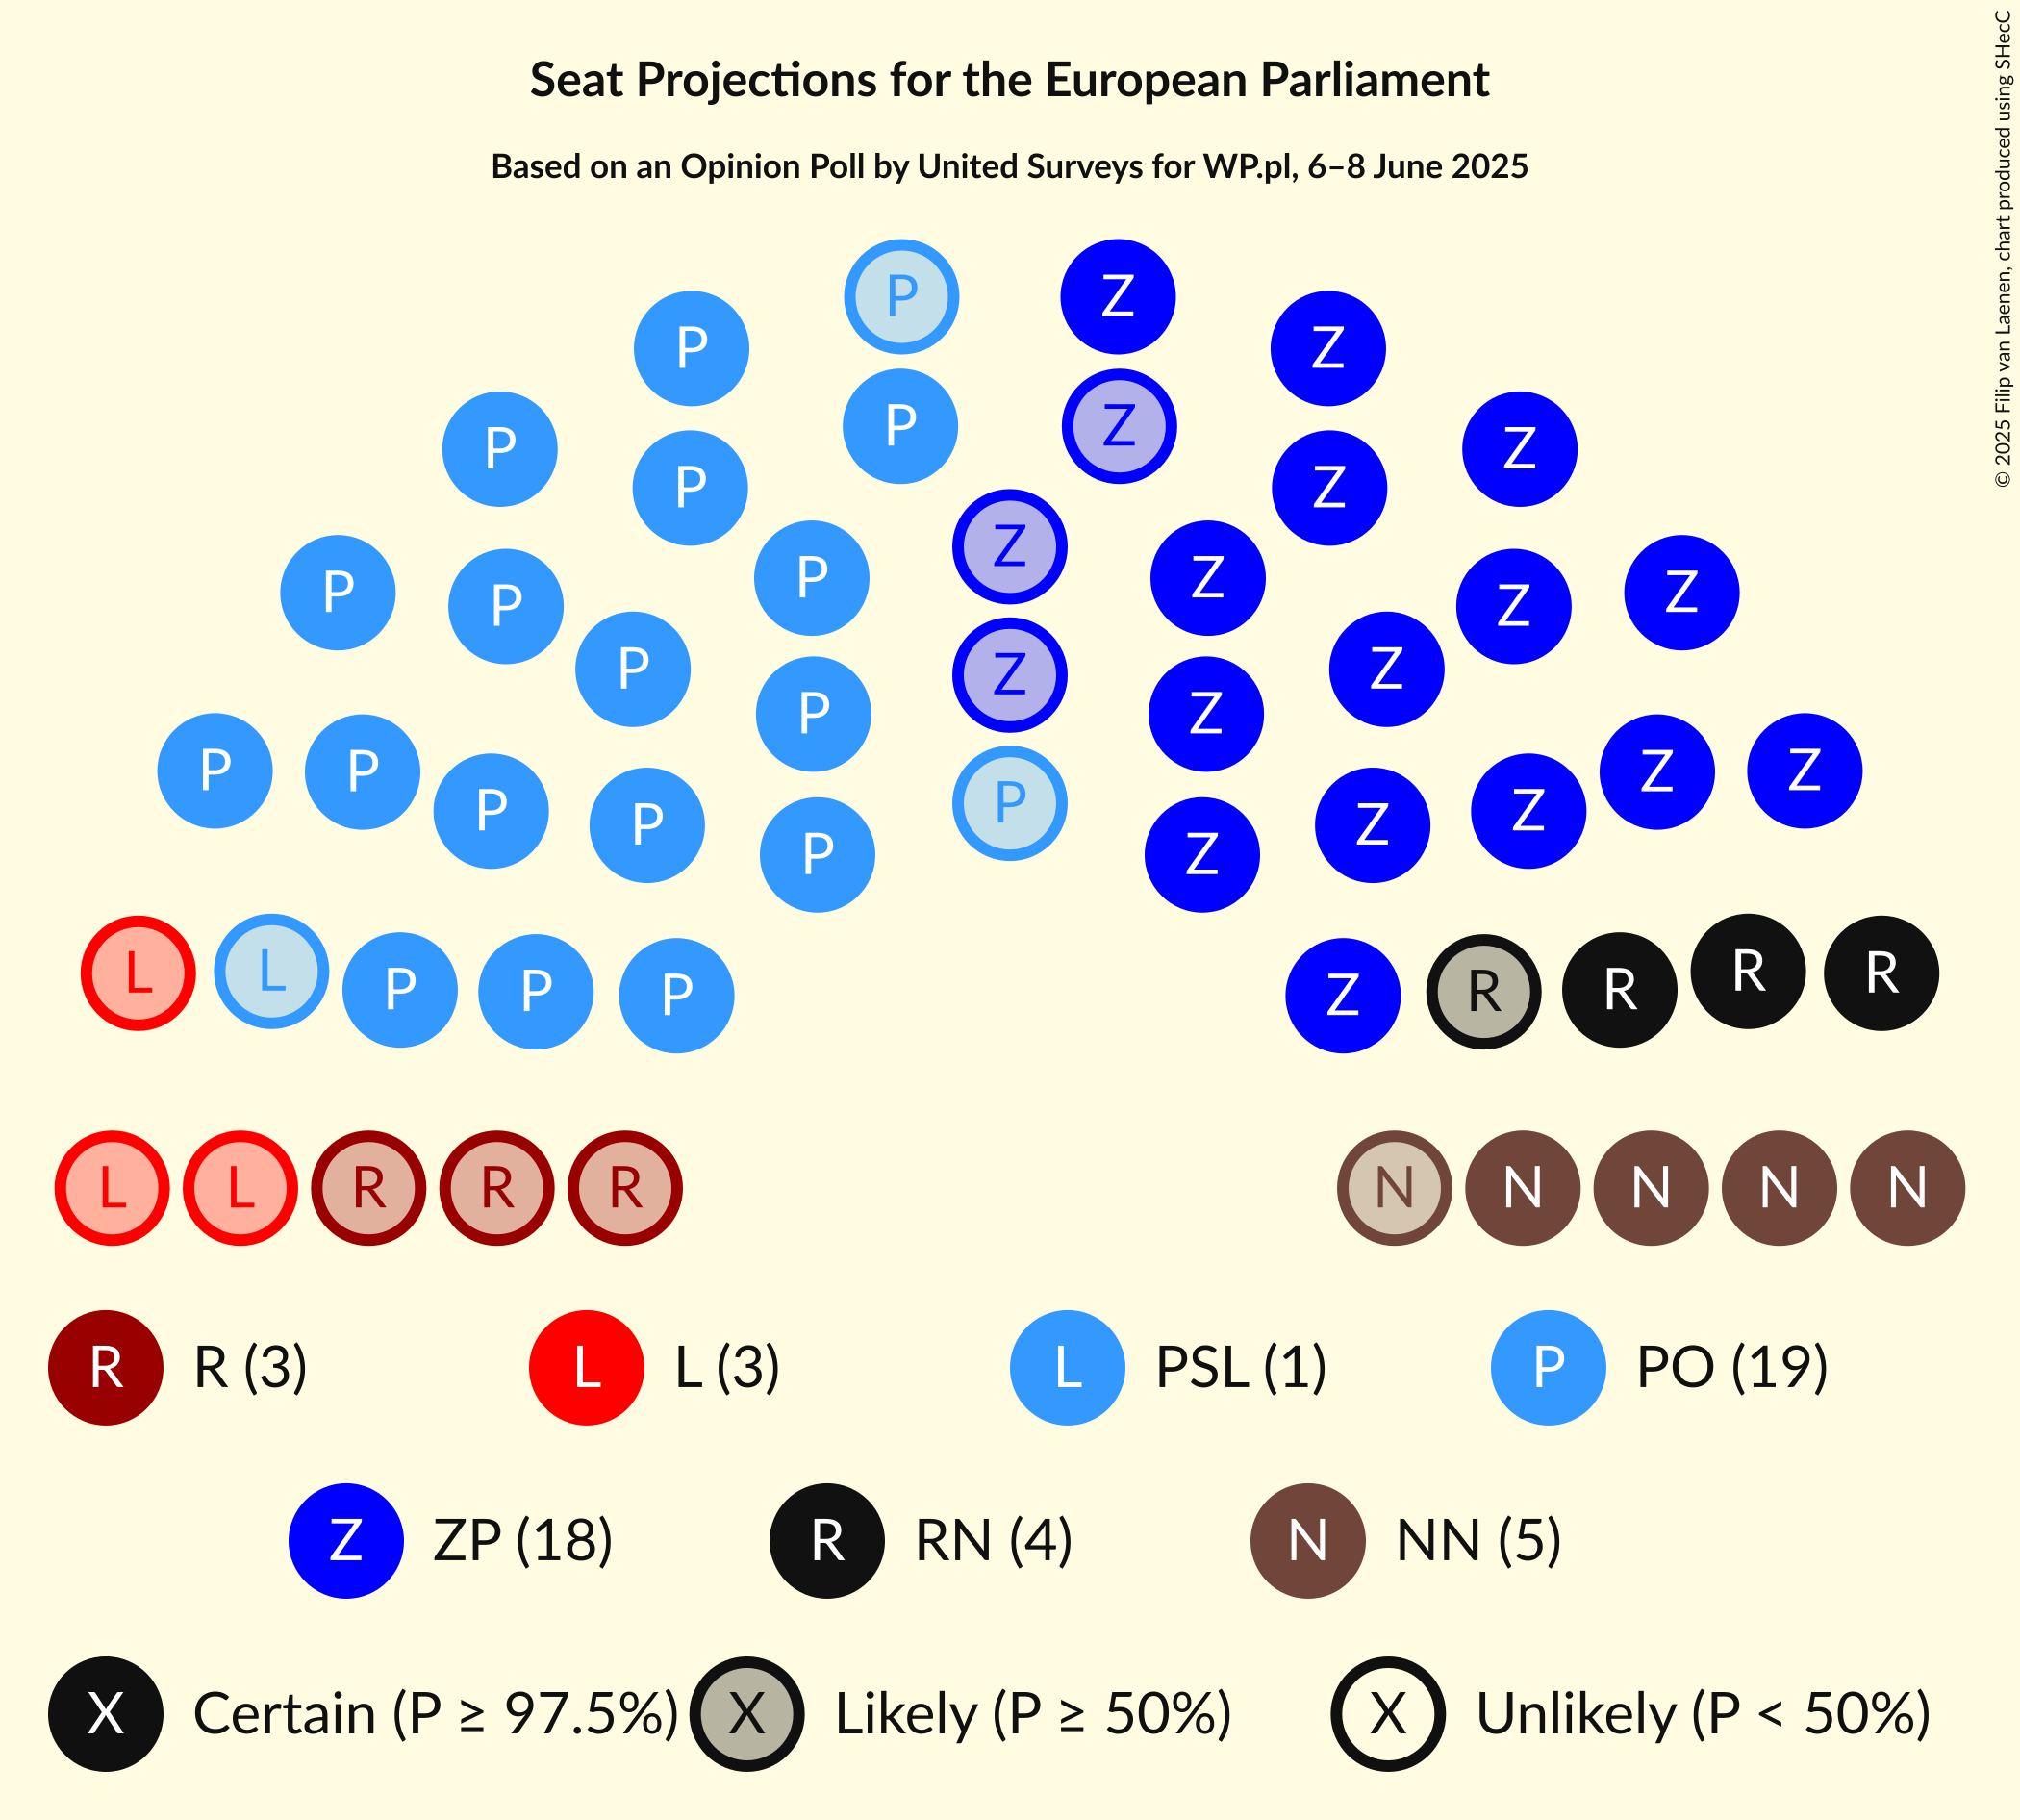 Seat Projections for the European Parliament
Based on an Opinion Poll by United Surveys for WP.pl, 6–8 June 2025
© 2025 Filip van Laenen, chart produced using SHecC
P Z
P Z
P Z
P Z
P Z
P Z
Z
P Z
P Z
P Z
P Z
Z
P Z
P Z
P Z
P
P Z
P Z
P Z
L L P P P Z R R R R
L L R R R N N N N N
R R (3) L L (3) L PSL (1) P PO (19)
Z ZP (18) R RN (4) N NN (5)
X Certain (P ≥ 97.5%) X Likely (P ≥ 50%) X Unlikely (P < 50%)